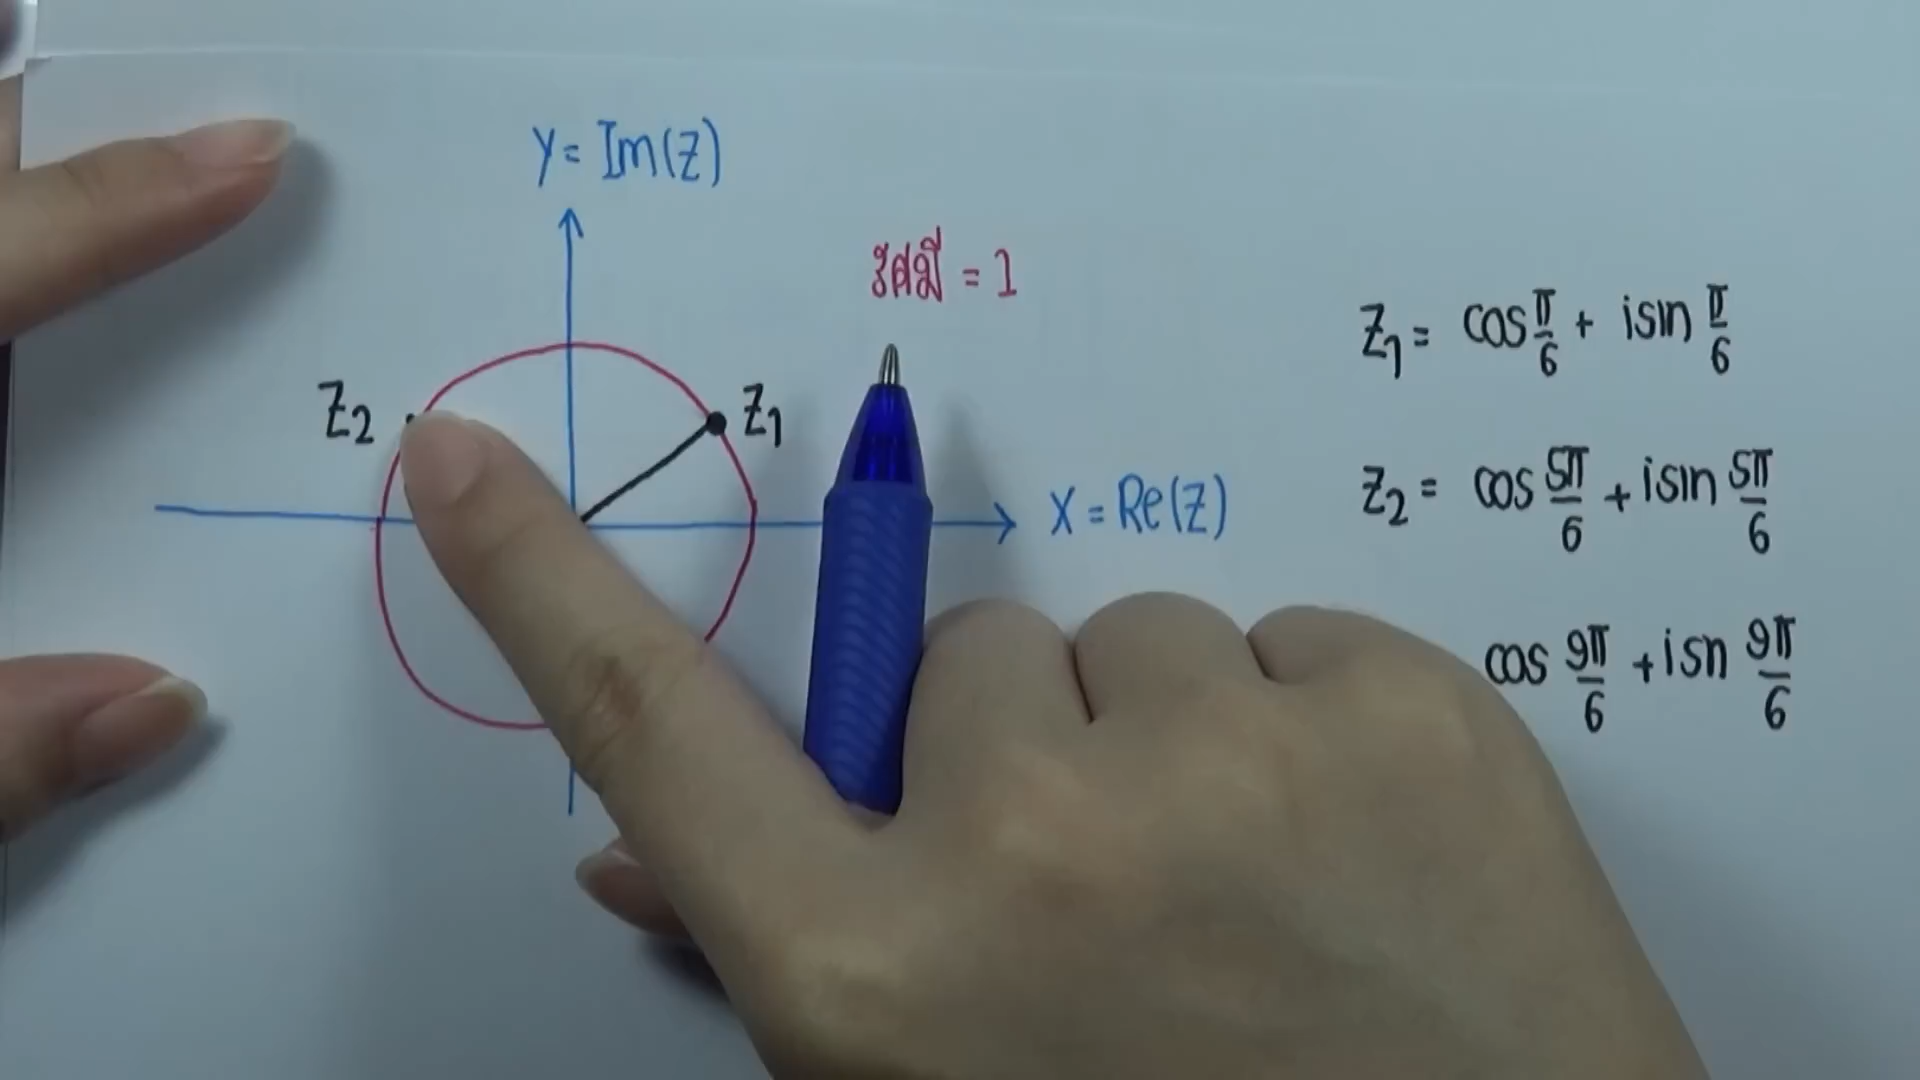 Y = Im(Z)
รัศมี = 1
Z₂
Z₁
X = Re(Z)
Z₁ = cos π/6 + isin π/6
Z₂ = cos 5π/6 + isin 5π/6
cos 9π/6 + isn 9π/6